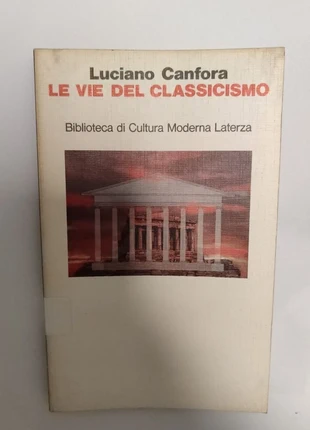 Luciano Canfora
LE VIE DEL CLASSICISMO
Biblioteca di Cultura Moderna Laterza